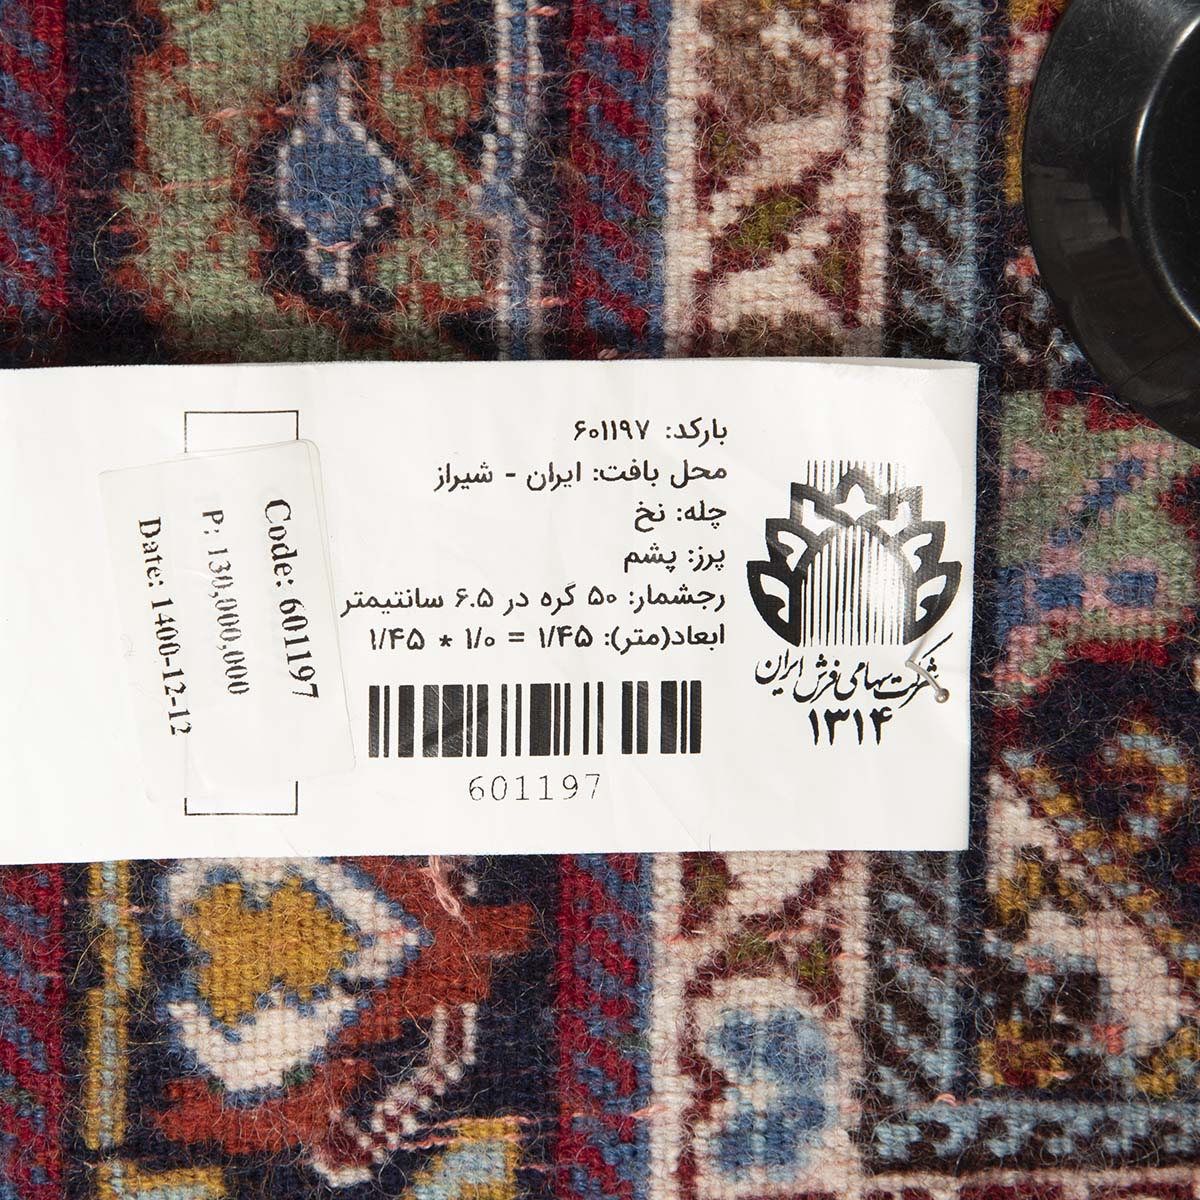 بارکد: ۶۰۱۱۹۷
محل بافت: ایران - شیراز
چله: نخ
پرز: پشم
رجشمار: ۵۰ گره در ۶.۵ سانتیمتر
ابعاد(متر): ۱/۴۵ = ۱/۰ * ۱/۴۵
601197
شرکت سهامی فرش ایران
۱۳۱۴
Code: 601197
P: 130,000,000
Date: 1400-12-12